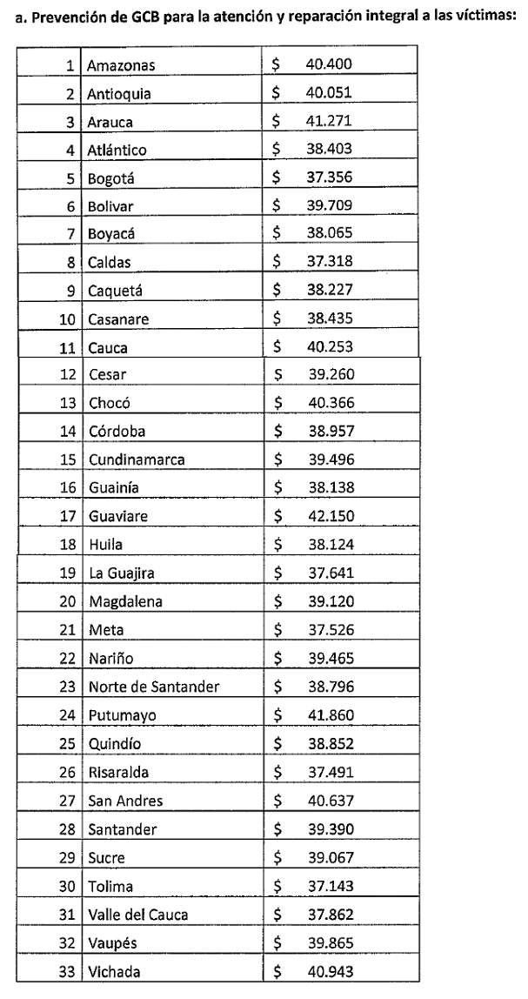 a. Prevención de GCB para la atención y reparación integral a las víctimas:
1 Amazonas $ 40.400
2 Antioquia $ 40.051
3 Arauca $ 41.271
4 Atlántico $ 38.403
5 Bogotá $ 37.356
6 Bolivar $ 39.709
7 Boyacá $ 38.065
8 Caldas $ 37.318
9 Caquetá $ 38.227
10 Casanare $ 38.435
11 Cauca $ 40.253
12 Cesar $ 39.260
13 Chocó $ 40.366
14 Córdoba $ 38.957
15 Cundinamarca $ 39.496
16 Guainía $ 38.138
17 Guaviare $ 42.150
18 Huila $ 38.124
19 La Guajira $ 37.641
20 Magdalena $ 39.120
21 Meta $ 37.526
22 Nariño $ 39.465
23 Norte de Santander $ 38.796
24 Putumayo $ 41.860
25 Quindío $ 38.852
26 Risaralda $ 37.491
27 San Andres $ 40.637
28 Santander $ 39.390
29 Sucre $ 39.067
30 Tolima $ 37.143
31 Valle del Cauca $ 37.862
32 Vaupés $ 39.865
33 Vichada $ 40.943